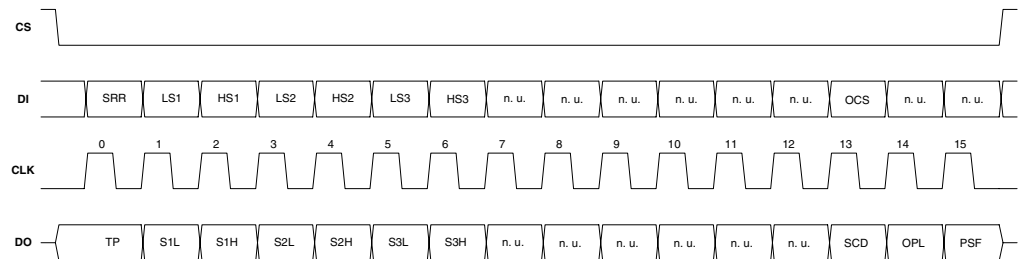 CS
DI SRR LS1 HS1 LS2 HS2 LS3 HS3 n. u. n. u. n. u. n. u. n. u. n. u. OCS n. u. n. u.
0 1 2 3 4 5 6 7 8 9 10 11 12 13 14 15
CLK
DO TP S1L S1H S2L S2H S3L S3H n. u. n. u. n. u. n. u. n. u. n. u. SCD OPL PSF